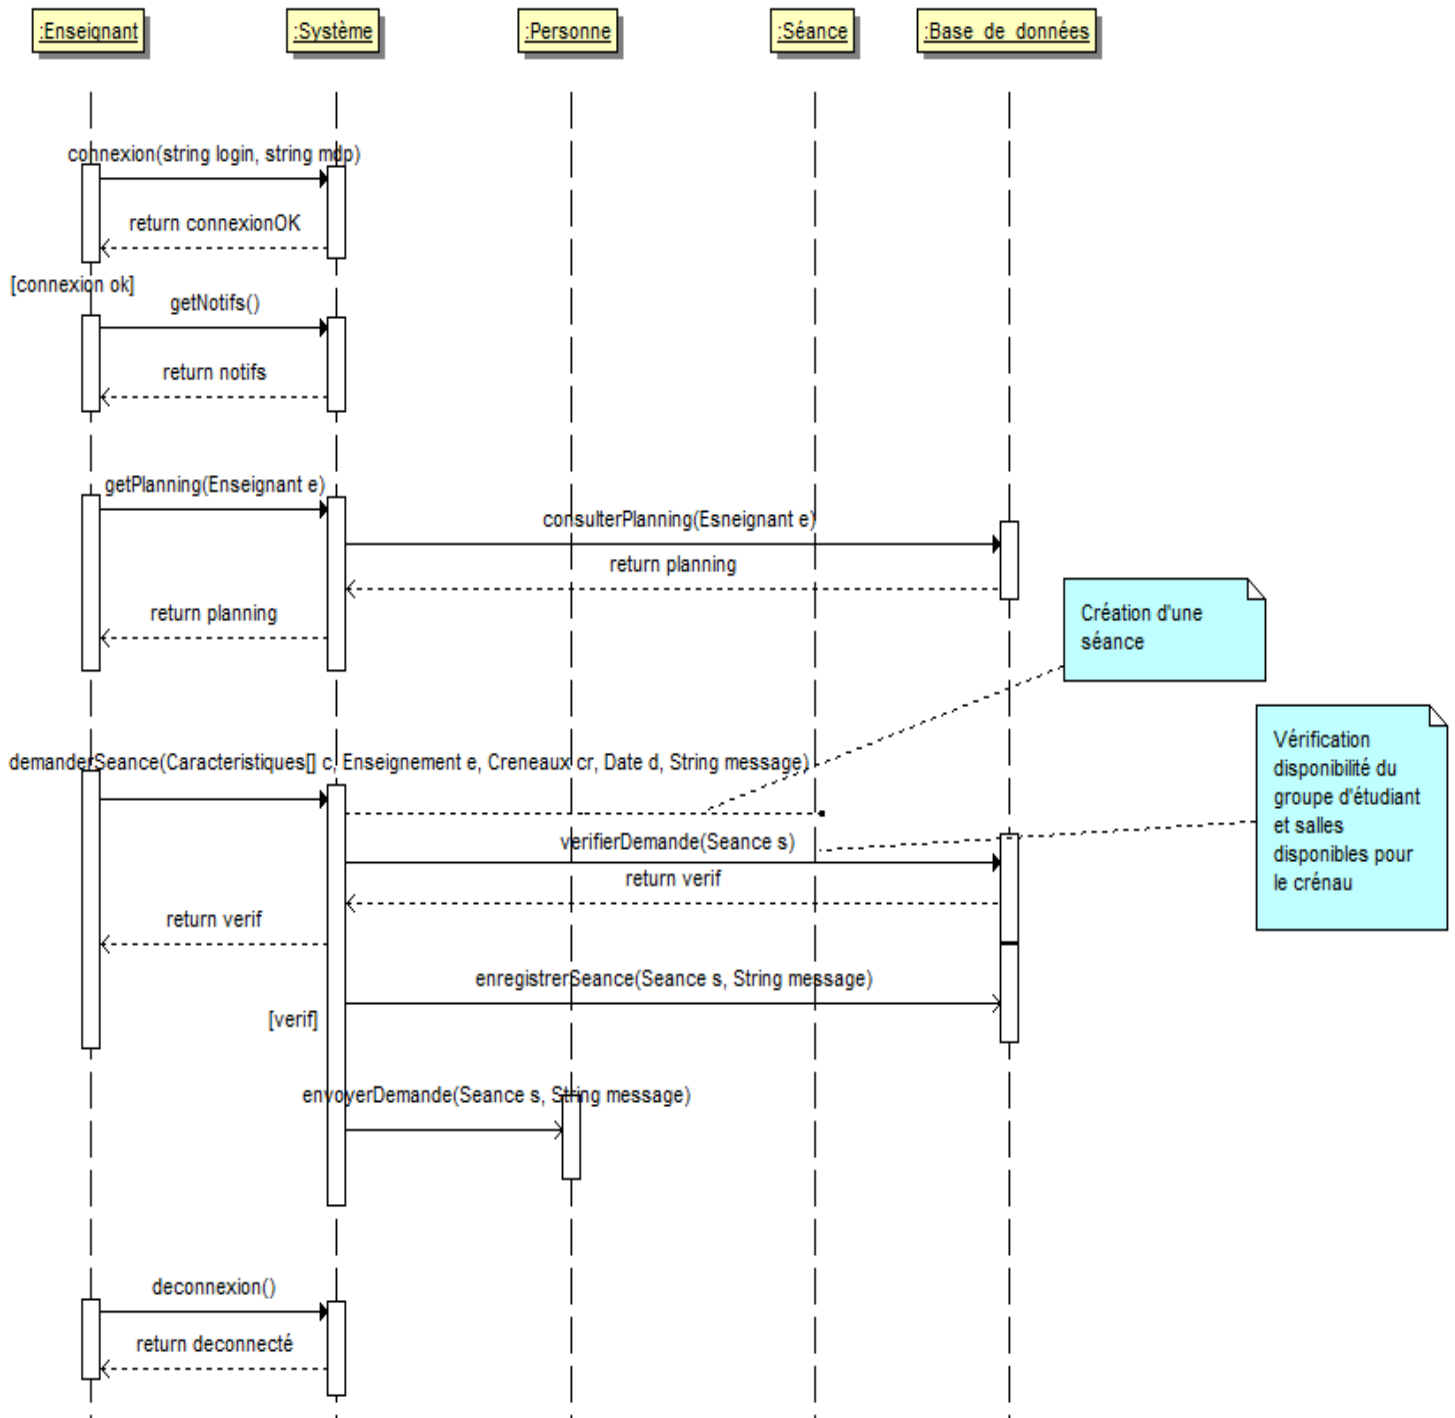 :Enseignant
:Système
:Personne
:Séance
:Base_de_données
connexion(string login, string mdp)
return connexionOK
[connexion ok]
getNotifs()
return notifs
getPlanning(Enseignant e)
consulterPlanning(Esneignant e)
return planning
return planning
Création d'une
séance
demanderSeance(Caracteristiques[] c, Enseignement e, Creneaux cr, Date d, String message)
Vérification
disponibilité du
groupe d'étudiant
et salles
disponibles pour
le crénau
verifierDemande(Seance s)
return verif
return verif
enregistrerSeance(Seance s, String message)
[verif]
envoyerDemande(Seance s, String message)
deconnexion()
return deconnecté